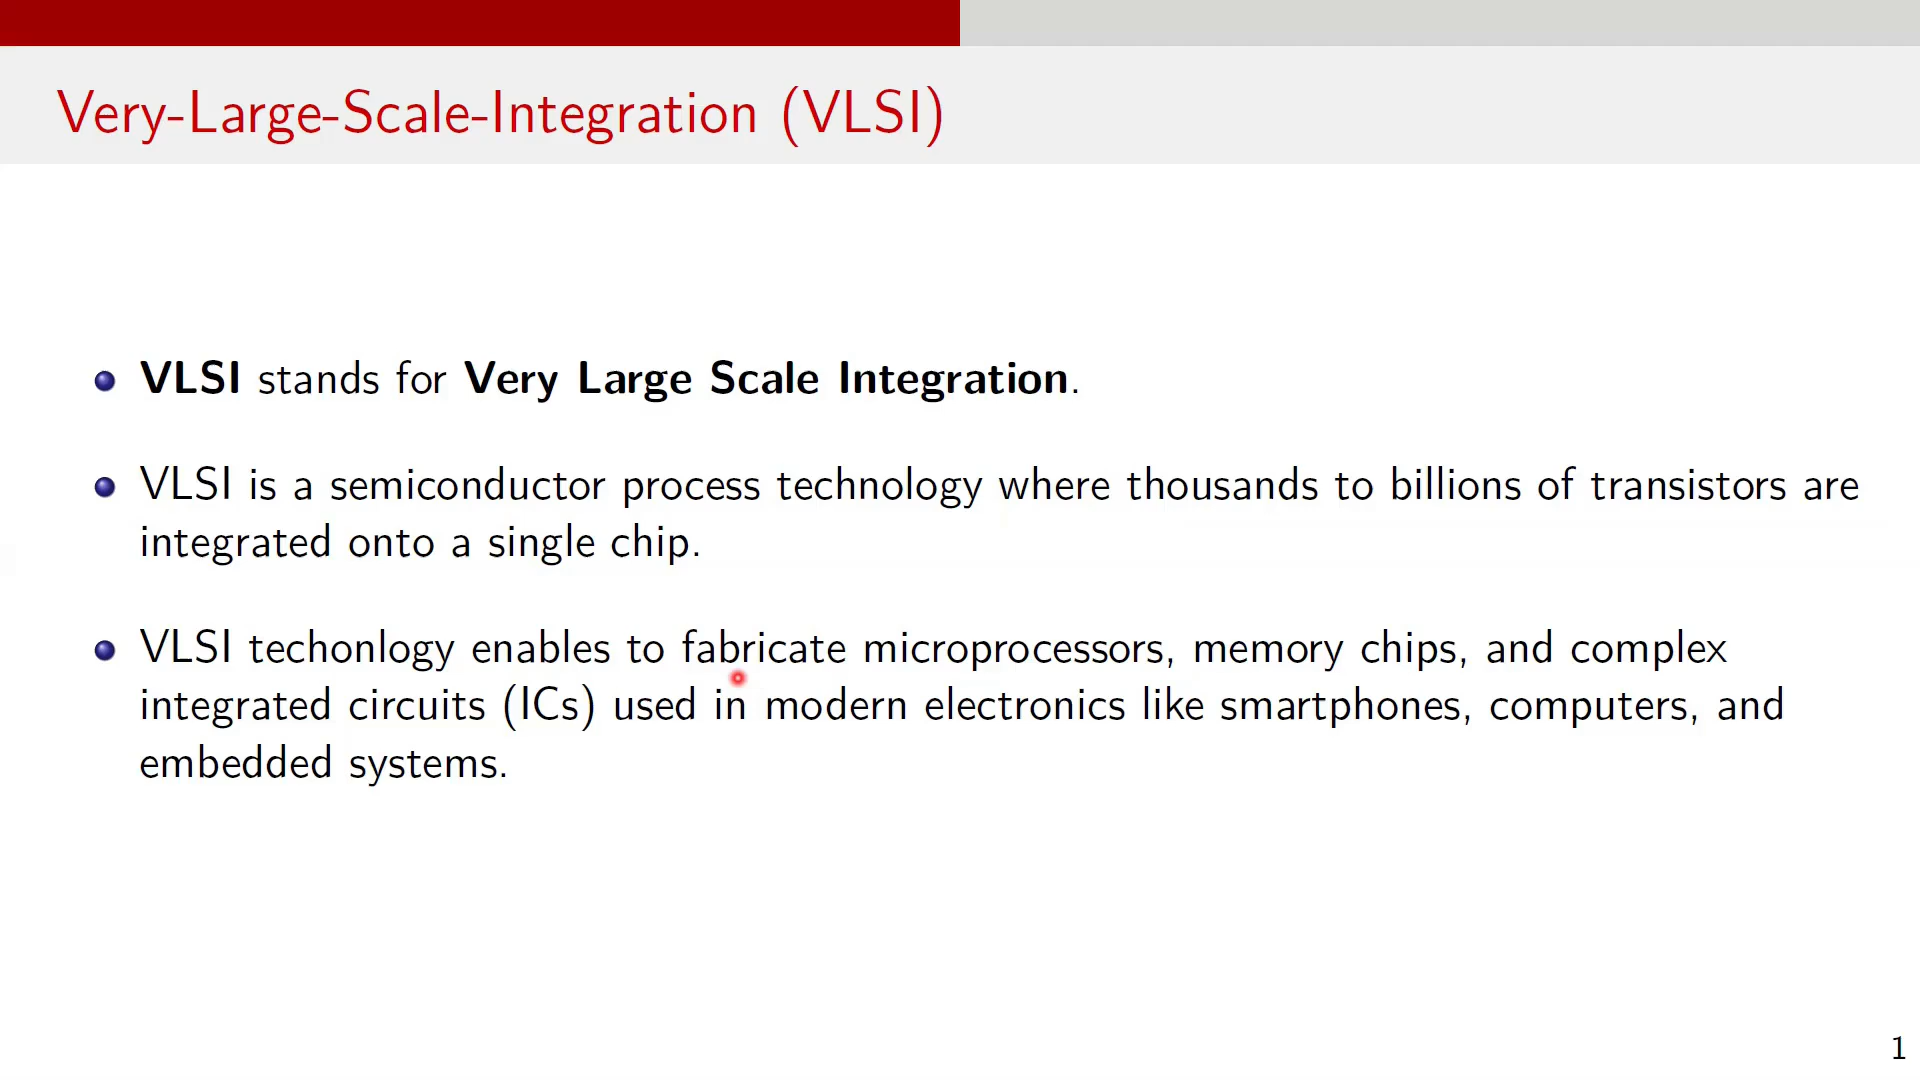 Very-Large-Scale-Integration (VLSI)
VLSI stands for Very Large Scale Integration.
VLSI is a semiconductor process technology where thousands to billions of transistors are
integrated onto a single chip.
VLSI techonlogy enables to fabricate microprocessors, memory chips, and complex
integrated circuits (ICs) used in modern electronics like smartphones, computers, and
embedded systems.
1